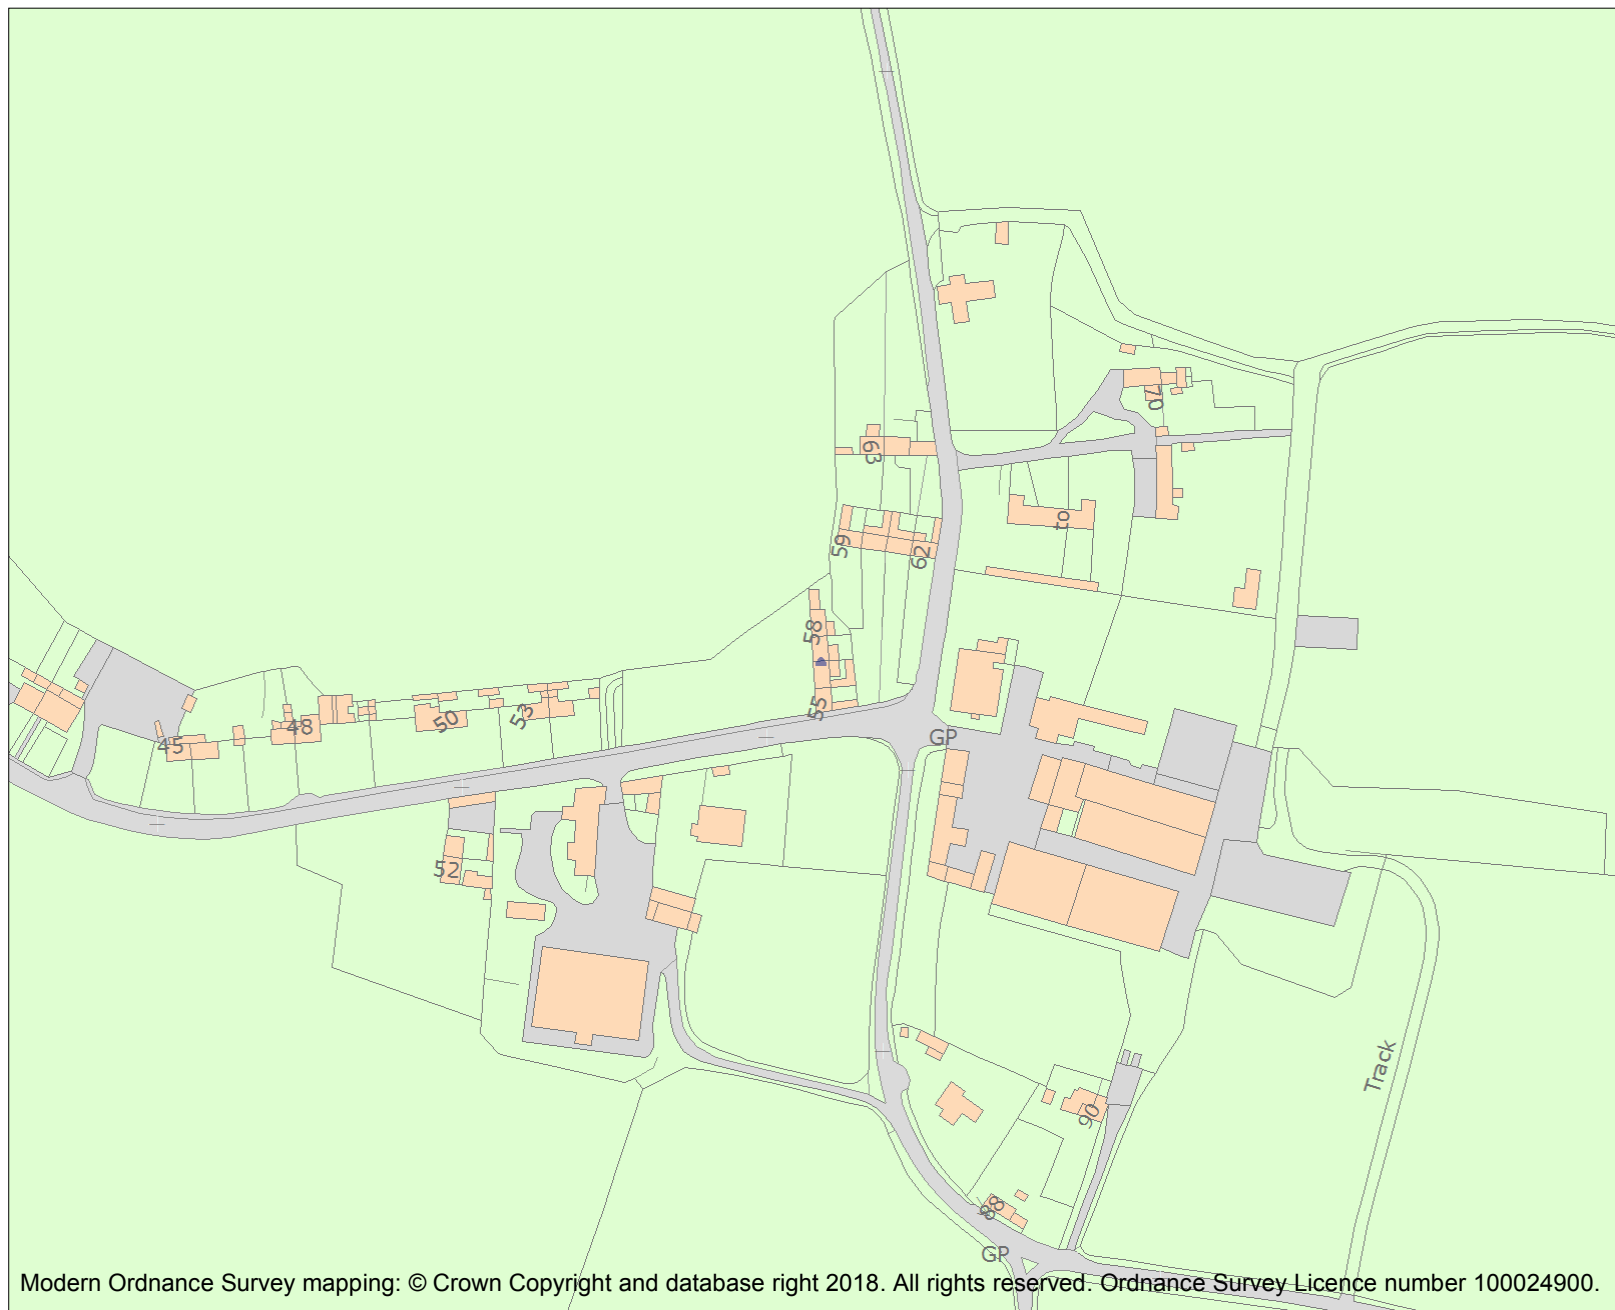 70
63
to
59
62
58
55
GP
50
53
48
45
52
Track
90
88
GP
Modern Ordnance Survey mapping: © Crown Copyright and database right 2018. All rights reserved. Ordnance Survey Licence number 100024900.